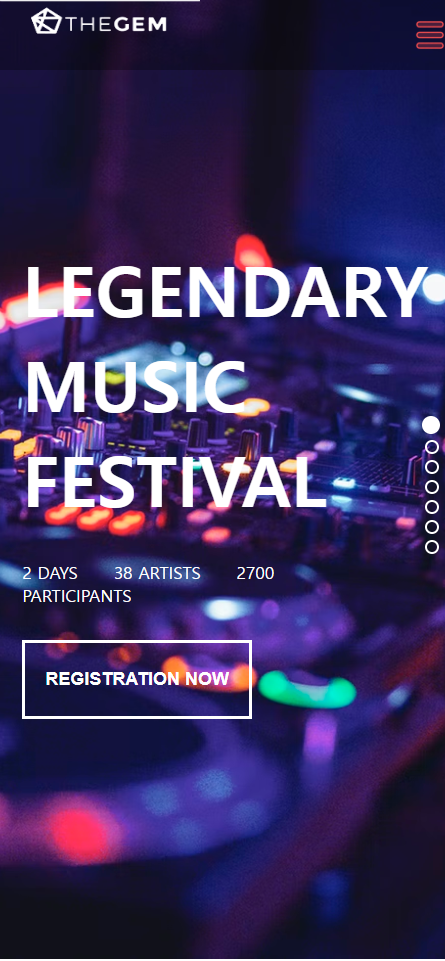 THEGEM
LEGENDARY
MUSIC
FESTIVAL
2 DAYS 38 ARTISTS 2700
PARTICIPANTS
REGISTRATION NOW